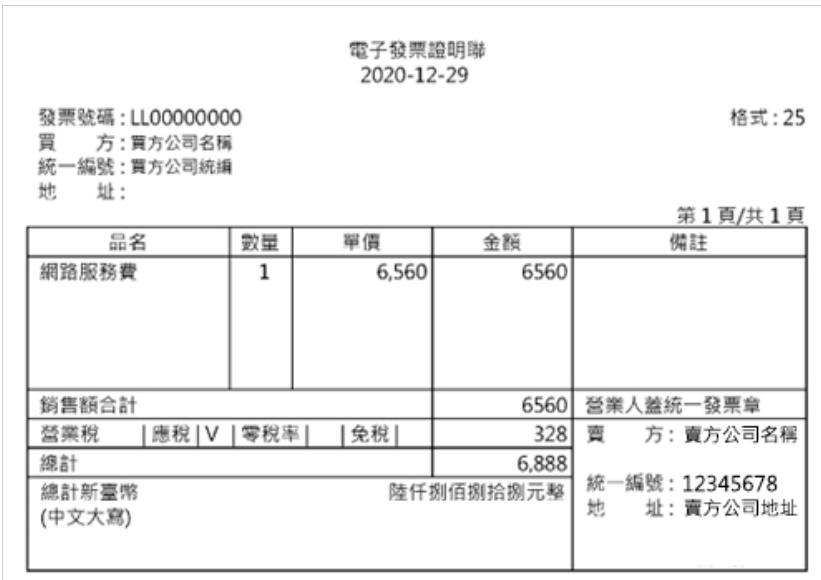 電子發票證明聯
2020-12-29
發票號碼：LL00000000 格式：25
買　方：買方公司名稱
統一編號：買方公司統編
地　址：
第 1 頁/共 1 頁
品名 數量 單價 金額 備註
網路服務費 1 6,560 6560
銷售額合計 6560 營業人蓋統一發票章
營業稅 |應稅|V |零稅率| |免稅| 328 賣　方：賣方公司名稱
總計 6,888
總計新臺幣 陸仟捌佰捌拾捌元整 統一編號：12345678
(中文大寫) 地　址：賣方公司地址